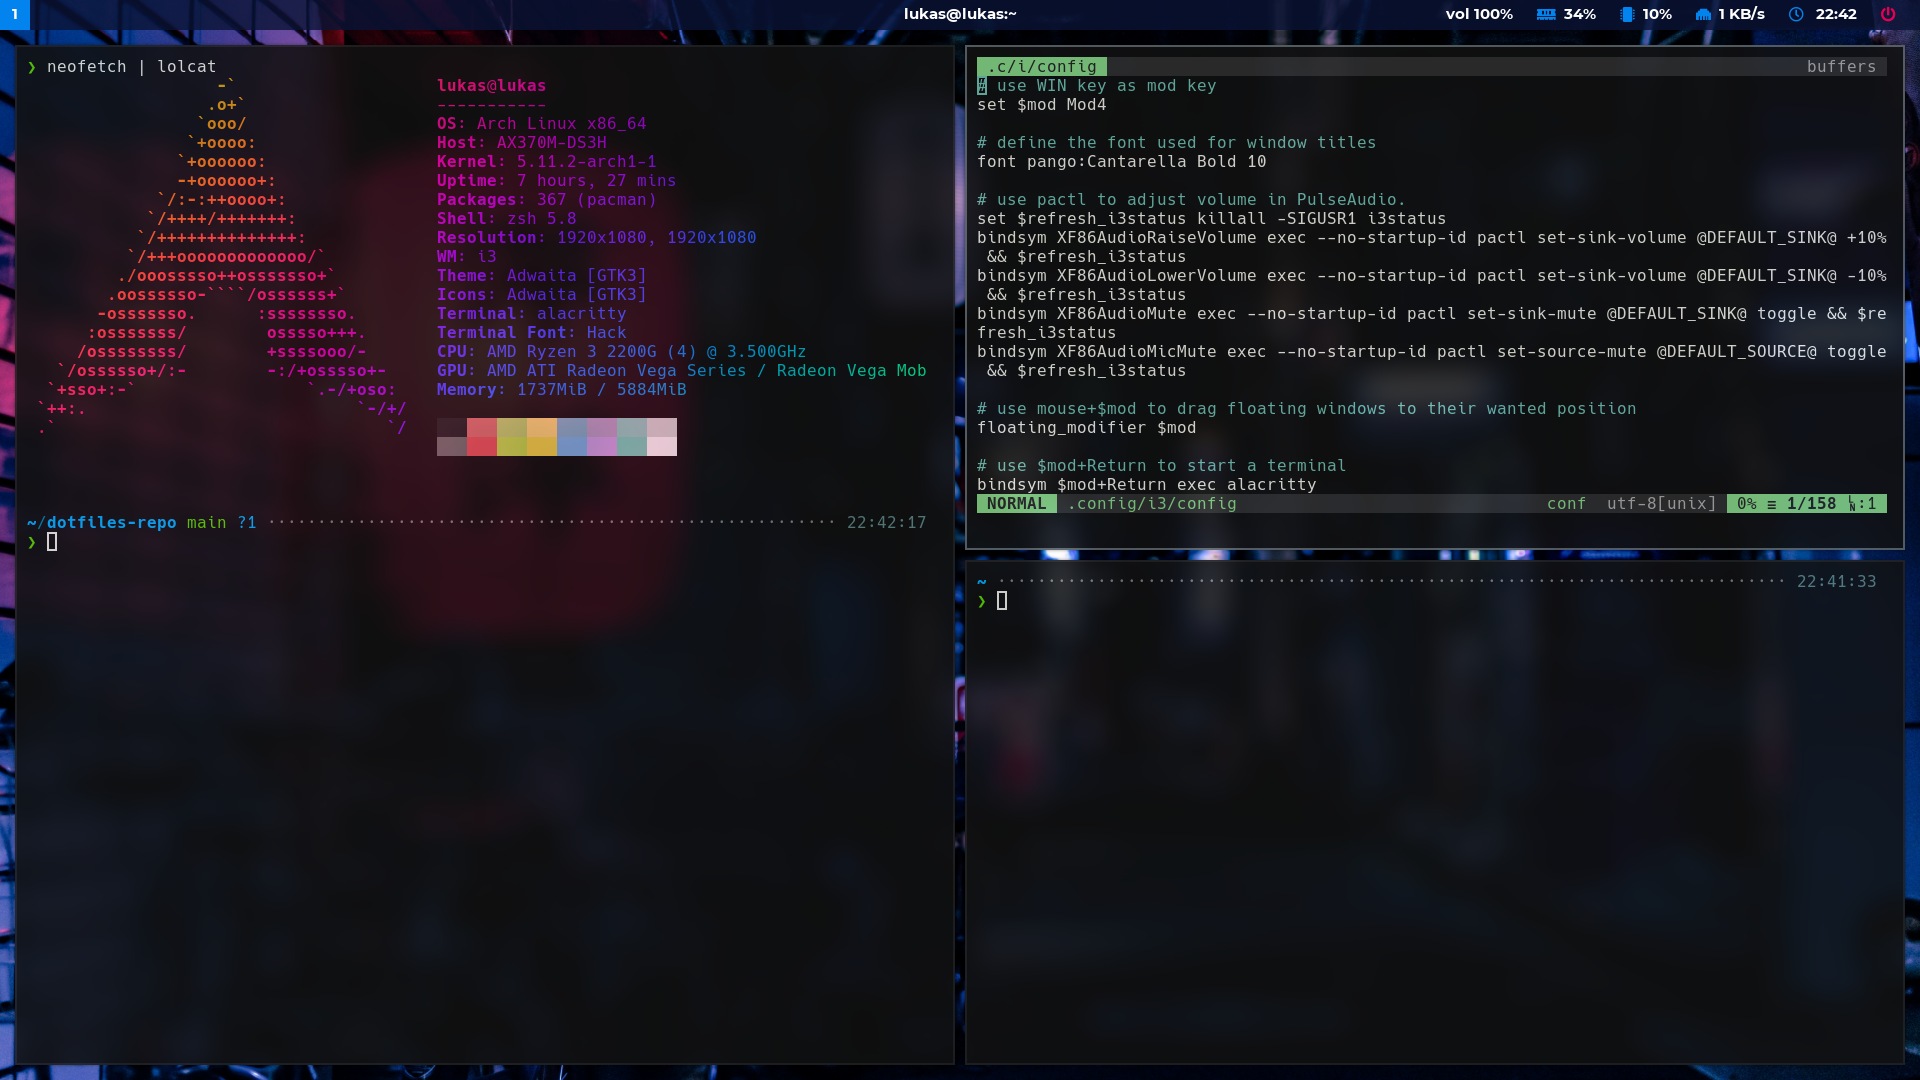 1
lukas@lukas:~
vol 100% 34% 10% 1 KB/s 22:42
❯ neofetch | lolcat
-`
.o+`
`ooo/
`+oooo:
`+oooooo:
-+oooooo+:
`/:-:++oooo+:
`/++++/+++++++:
`/++++++++++++++:
`/+++ooooooooooooo/`
./ooosssso++osssssso+`
.oossssso-````/ossssss+`
-osssssso. :ssssssso.
:osssssss/ osssso+++.
/ossssssss/ +ssssooo/-
`/ossssso+/:- -:/+osssso+-
`+sso+:-` `.-/+oso:
`++:. `-/+/
.` `/
lukas@lukas
-----------
OS: Arch Linux x86_64
Host: AX370M-DS3H
Kernel: 5.11.2-arch1-1
Uptime: 7 hours, 27 mins
Packages: 367 (pacman)
Shell: zsh 5.8
Resolution: 1920x1080, 1920x1080
WM: i3
Theme: Adwaita [GTK3]
Icons: Adwaita [GTK3]
Terminal: alacritty
Terminal Font: Hack
CPU: AMD Ryzen 3 2200G (4) @ 3.500GHz
GPU: AMD ATI Radeon Vega Series / Radeon Vega Mob
Memory: 1737MiB / 5884MiB
~/dotfiles-repo main ?1 ························································· 22:42:17
❯
.c/i/config buffers
# use WIN key as mod key
set $mod Mod4
# define the font used for window titles
font pango:Cantarella Bold 10
# use pactl to adjust volume in PulseAudio.
set $refresh_i3status killall -SIGUSR1 i3status
bindsym XF86AudioRaiseVolume exec --no-startup-id pactl set-sink-volume @DEFAULT_SINK@ +10%
&& $refresh_i3status
bindsym XF86AudioLowerVolume exec --no-startup-id pactl set-sink-volume @DEFAULT_SINK@ -10%
&& $refresh_i3status
bindsym XF86AudioMute exec --no-startup-id pactl set-sink-mute @DEFAULT_SINK@ toggle && $re
fresh_i3status
bindsym XF86AudioMicMute exec --no-startup-id pactl set-source-mute @DEFAULT_SOURCE@ toggle
&& $refresh_i3status
# use mouse+$mod to drag floating windows to their wanted position
floating_modifier $mod
# use $mod+Return to start a terminal
bindsym $mod+Return exec alacritty
NORMAL .config/i3/config conf utf-8[unix] 0% ≡ 1/158 ㏑:1
~ ······························································································· 22:41:33
❯